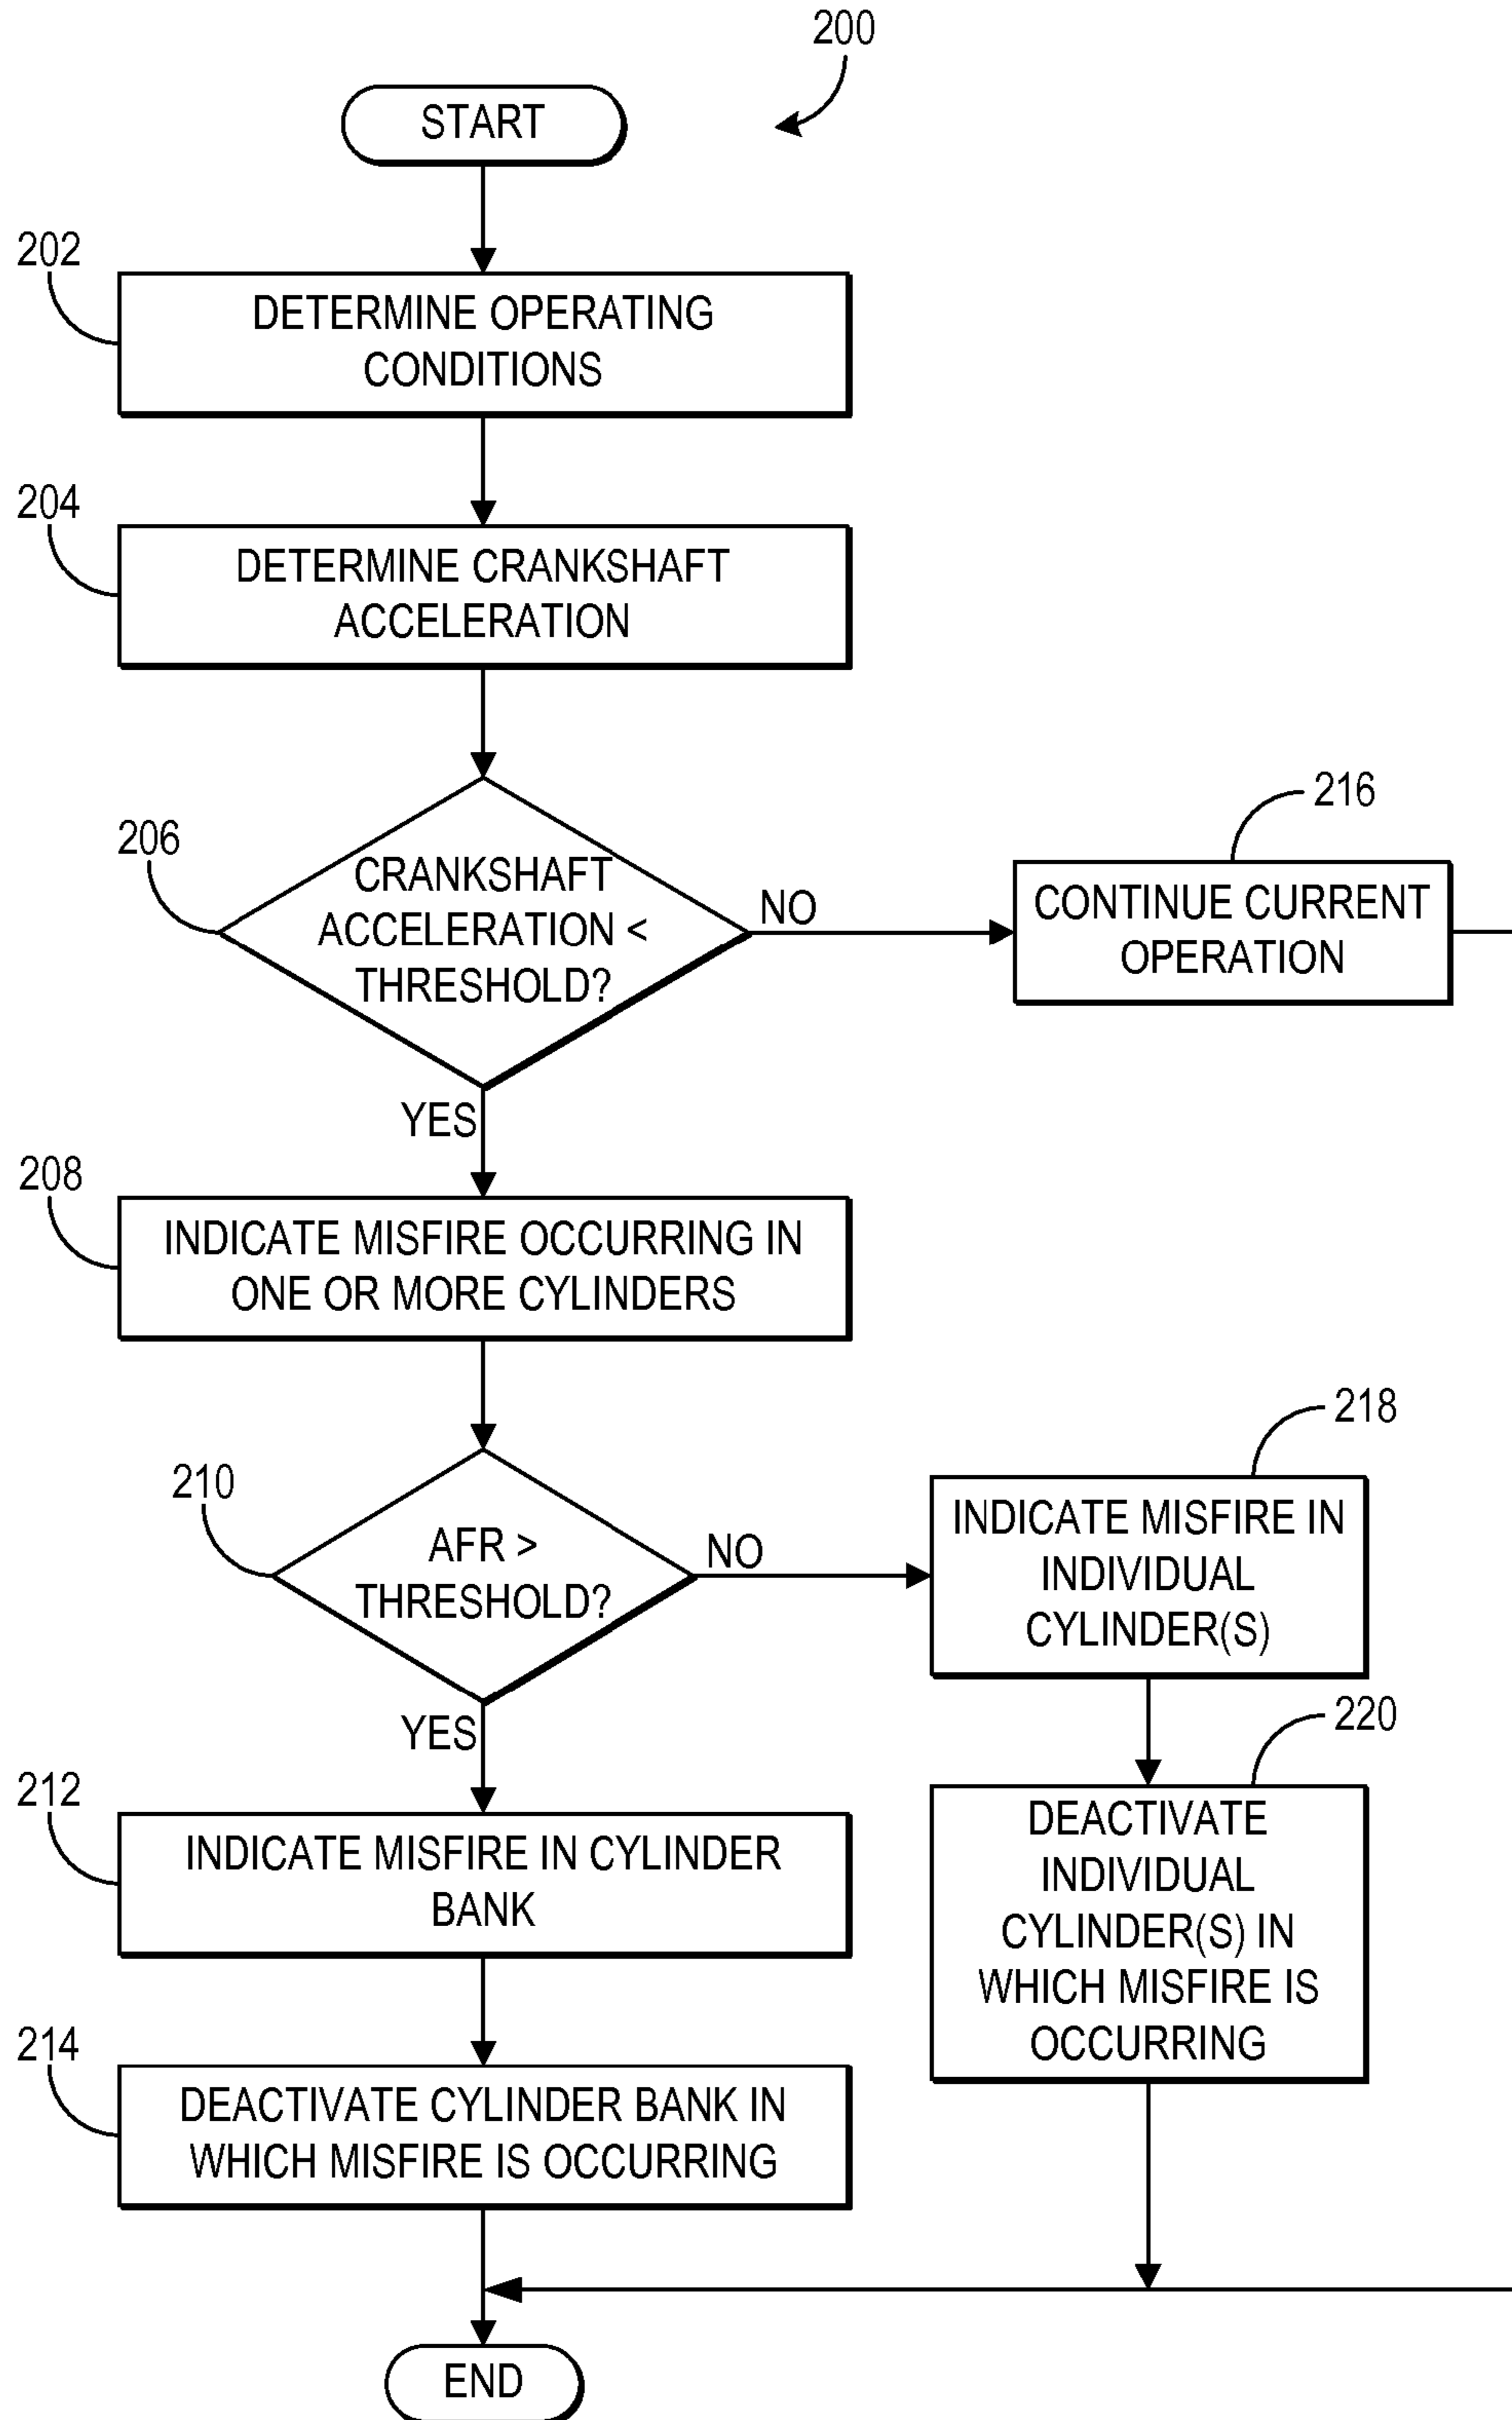 200
START
202
DETERMINE OPERATING
CONDITIONS
204
DETERMINE CRANKSHAFT
ACCELERATION
206
CRANKSHAFT
ACCELERATION <
THRESHOLD?
NO
216
CONTINUE CURRENT
OPERATION
YES
208
INDICATE MISFIRE OCCURRING IN
ONE OR MORE CYLINDERS
210
AFR >
THRESHOLD?
NO
218
INDICATE MISFIRE IN
INDIVIDUAL
CYLINDER(S)
220
DEACTIVATE
INDIVIDUAL
CYLINDER(S) IN
WHICH MISFIRE IS
OCCURRING
YES
212
INDICATE MISFIRE IN CYLINDER
BANK
214
DEACTIVATE CYLINDER BANK IN
WHICH MISFIRE IS OCCURRING
END